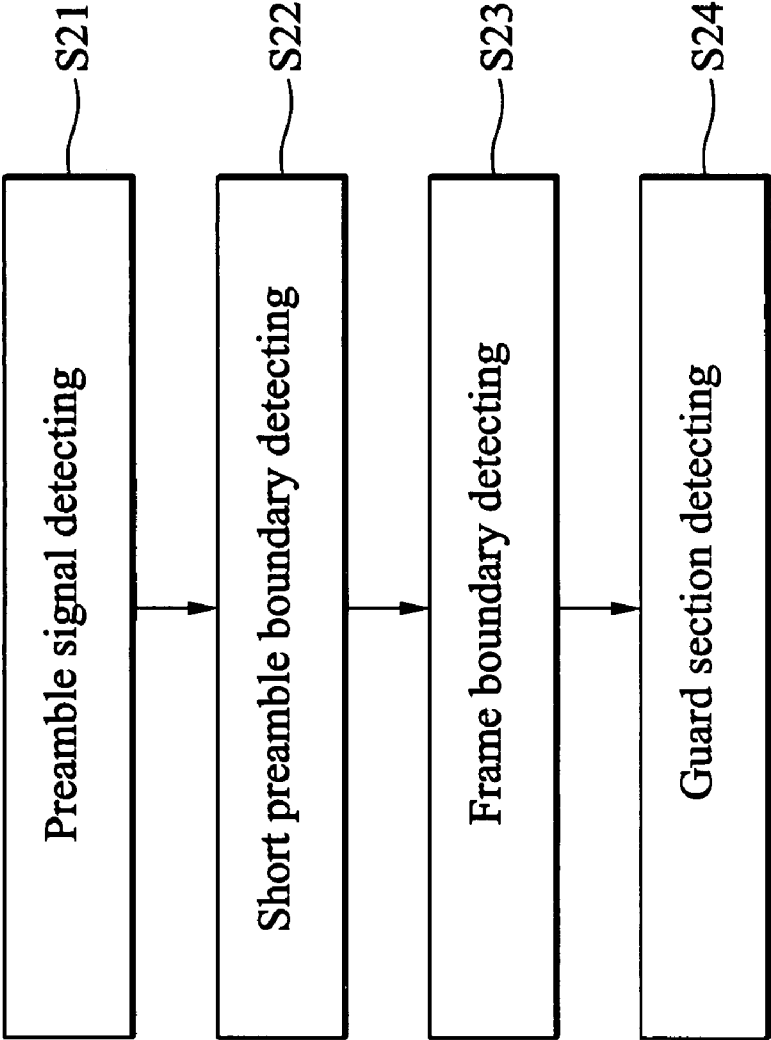 Preamble signal detecting
S21
Short preamble boundary detecting
S22
Frame boundary detecting
S23
Guard section detecting
S24